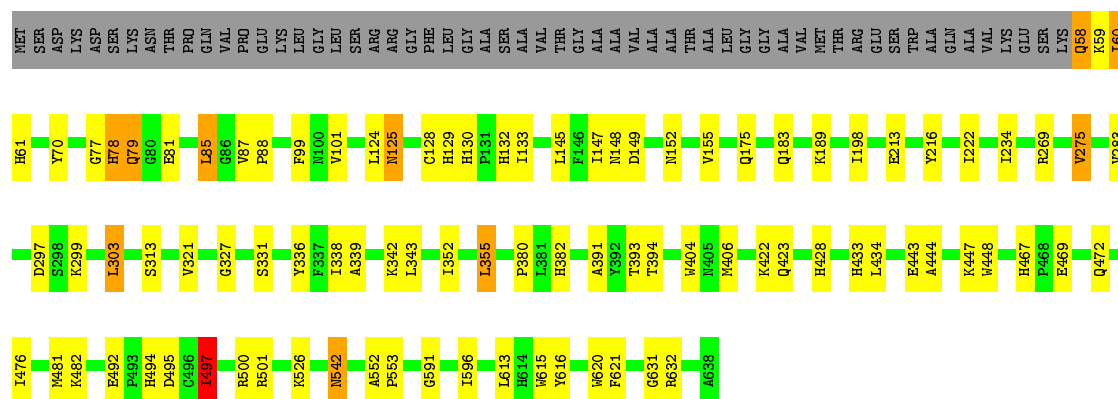 MET SER ASP LYS ASP SER LYS ASN THR PRO GLN VAL PRO GLU LYS LEU GLY LEU SER ARG ARG GLY PHE LEU GLY ALA SER ALA VAL THR GLY ALA ALA VAL ALA ALA THR ALA LEU GLY GLY ALA VAL MET THR ARG GLU SER TRP ALA GLN ALA VAL LYS GLU SER LYS Q58 K59 I60
H61 Y70 G77 H78 Q79 G80 E81 L85 G86 V87 P88 F99 N100 V101 L124 N125 C128 H129 H130 P131 H132 I133 L145 F146 I147 N148 D149 N152 V155 Q175 Q183 K189 I198 E213 Y216 I222 I234 R269 V275 V283
D297 S298 K299 L303 S313 V321 G327 S331 Y336 F337 I338 A339 K342 L343 I352 L355 P380 L381 H382 A391 Y392 T393 T394 W404 N405 M406 K422 Q423 H428 H433 L434 E443 A444 K447 W448 H467 P468 E469 Q472
I476 M481 K482 E492 P493 H494 D495 C496 I497 R500 R501 K526 N542 A552 P553 G591 I596 L613 H614 W615 Y616 W620 F621 G631 R632 A638